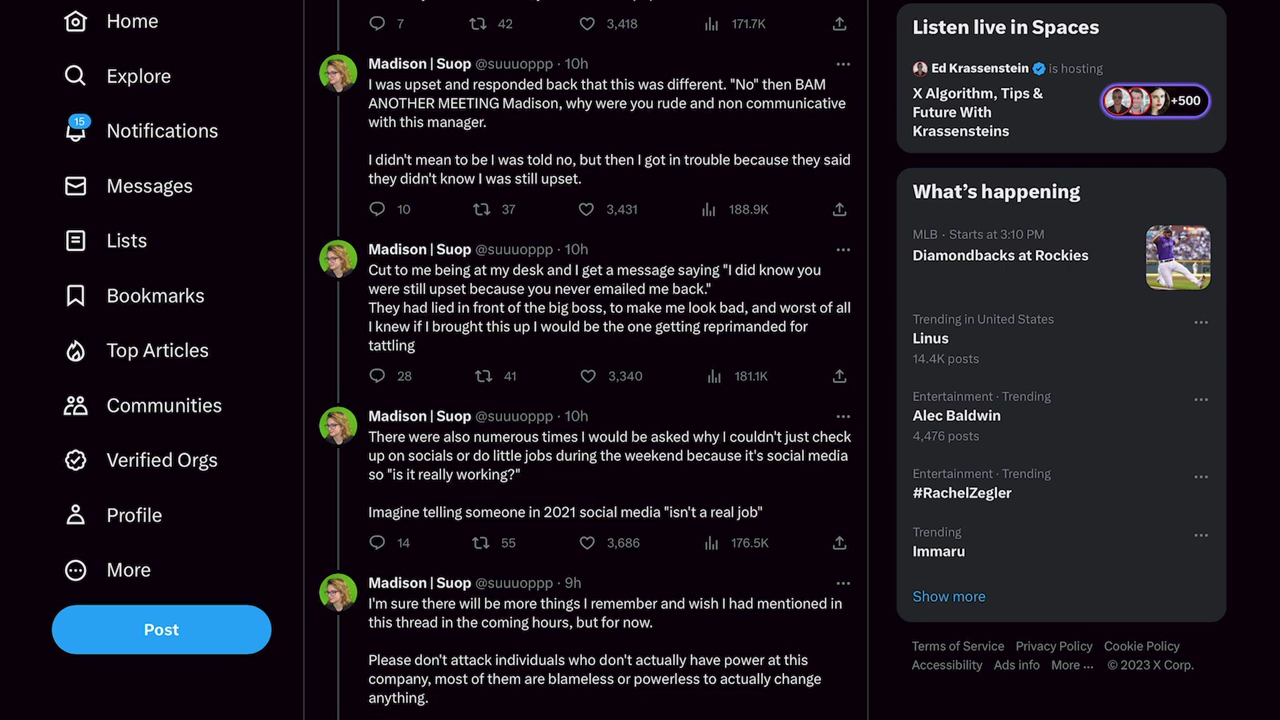 Home
Explore
15
Notifications
Messages
Lists
Bookmarks
Top Articles
Communities
Verified Orgs
Profile
More
Post
7 42 3,418 171.7K
Madison | Suop @suuuoppp · 10h
I was upset and responded back that this was different. "No" then BAM
ANOTHER MEETING Madison, why were you rude and non communicative
with this manager.
I didn't mean to be I was told no, but then I got in trouble because they said
they didn't know I was still upset.
10 37 3,431 188.9K
Madison | Suop @suuuoppp · 10h
Cut to me being at my desk and I get a message saying "I did know you
were still upset because you never emailed me back."
They had lied in front of the big boss, to make me look bad, and worst of all
I knew if I brought this up I would be the one getting reprimanded for
tattling
28 41 3,340 181.1K
Madison | Suop @suuuoppp · 10h
There were also numerous times I would be asked why I couldn't just check
up on socials or do little jobs during the weekend because it's social media
so "is it really working?"
Imagine telling someone in 2021 social media "isn't a real job"
14 55 3,686 176.5K
Madison | Suop @suuuoppp · 9h
I'm sure there will be more things I remember and wish I had mentioned in
this thread in the coming hours, but for now.
Please don't attack individuals who don't actually have power at this
company, most of them are blameless or powerless to actually change
anything.
Listen live in Spaces
Ed Krassenstein is hosting
X Algorithm, Tips &
Future With
Krassensteins
+500
What's happening
MLB · Starts at 3:10 PM
Diamondbacks at Rockies
Trending in United States
Linus
14.4K posts
Entertainment · Trending
Alec Baldwin
4,476 posts
Entertainment · Trending
#RachelZegler
Trending
Immaru
Show more
Terms of Service Privacy Policy Cookie Policy
Accessibility Ads info More ··· © 2023 X Corp.